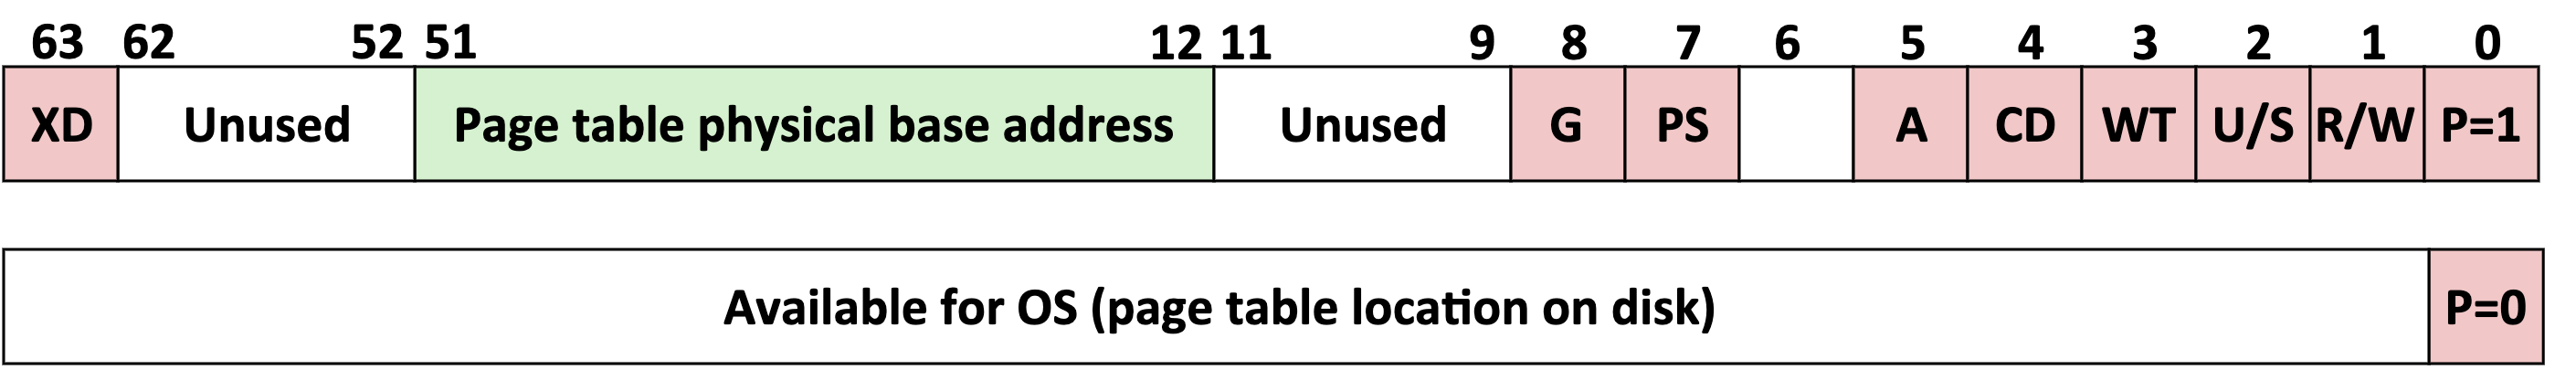 63 62 52 51 12 11 9 8 7 6 5 4 3 2 1 0
XD Unused Page table physical base address Unused G PS A CD WT U/S R/W P=1
Available for OS (page table location on disk) P=0